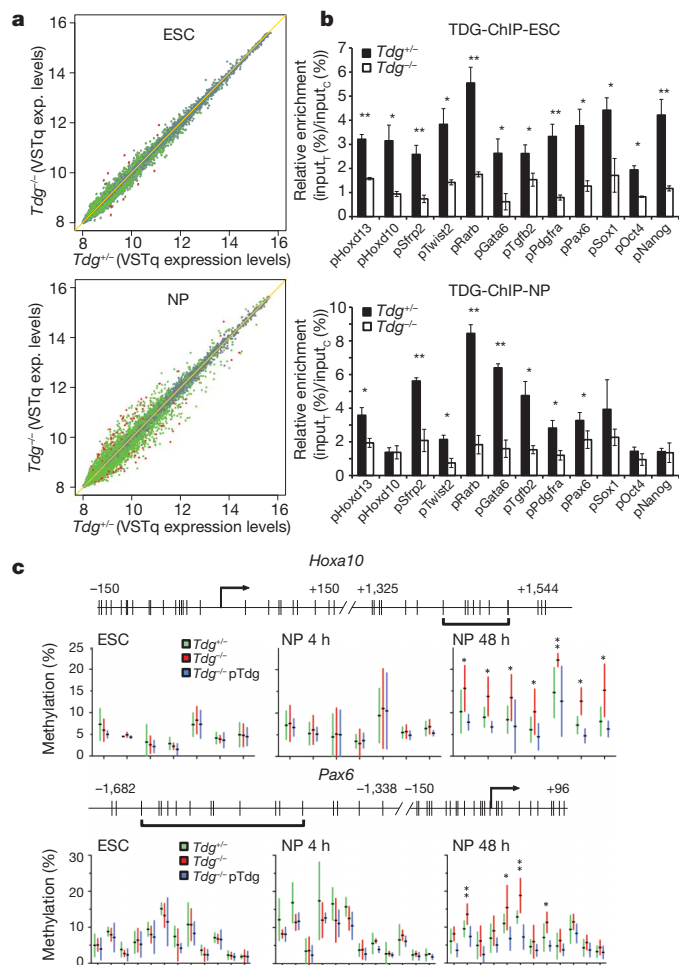 a
ESC
Tdg−/− (VSTq exp. levels)
16
14
12
10
8
8 10 12 14 16
Tdg+/− (VSTq expression levels)
NP
Tdg−/− (VSTq exp. levels)
16
14
12
10
8
8 10 12 14 16
Tdg+/− (VSTq expression levels)
b
TDG-ChIP-ESC
Relative enrichment
(inputT (%)/inputC (%))
7
6
5
4
3
2
1
0
Tdg+/−
Tdg−/−
** * ** * ** * * ** * * * **
pHoxd13 pHoxd10 pSfrp2 pTwist2 pRarb pGata6 pTgfb2 pPdgfra pPax6 pSox1 pOct4 pNanog
TDG-ChIP-NP
Relative enrichment
(inputT (%)/inputC (%))
10
8
6
4
2
0
Tdg+/−
Tdg−/−
* ** * ** ** * * *
pHoxd13 pHoxd10 pSfrp2 pTwist2 pRarb pGata6 pTgfb2 pPdgfra pPax6 pSox1 pOct4 pNanog
c
Hoxa10
−150 +150 +1,325 +1,544
Methylation (%)
25
20
15
10
5
0
ESC
Tdg+/−
Tdg−/−
Tdg−/− pTdg
NP 4 h
NP 48 h
* * * * ** * *
Pax6
−1,682 −1,338 −150 +96
Methylation (%)
30
20
10
0
ESC
Tdg+/−
Tdg−/−
Tdg−/− pTdg
NP 4 h
NP 48 h
** * ** *